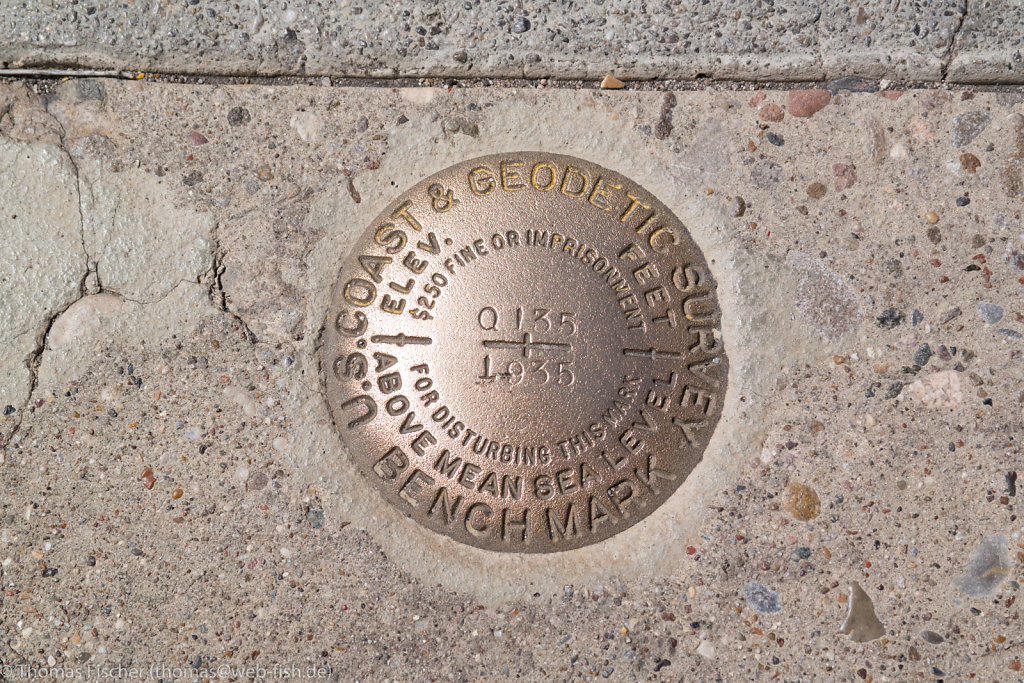 U.S. COAST & GEODETIC SURVEY
ELEV. FEET
$250 FINE OR IMPRISONMENT
Q 135
1935
FOR DISTURBING THIS MARK
ABOVE MEAN SEA LEVEL
BENCH MARK
© Thomas Fischer (thomas@web-fish.de)